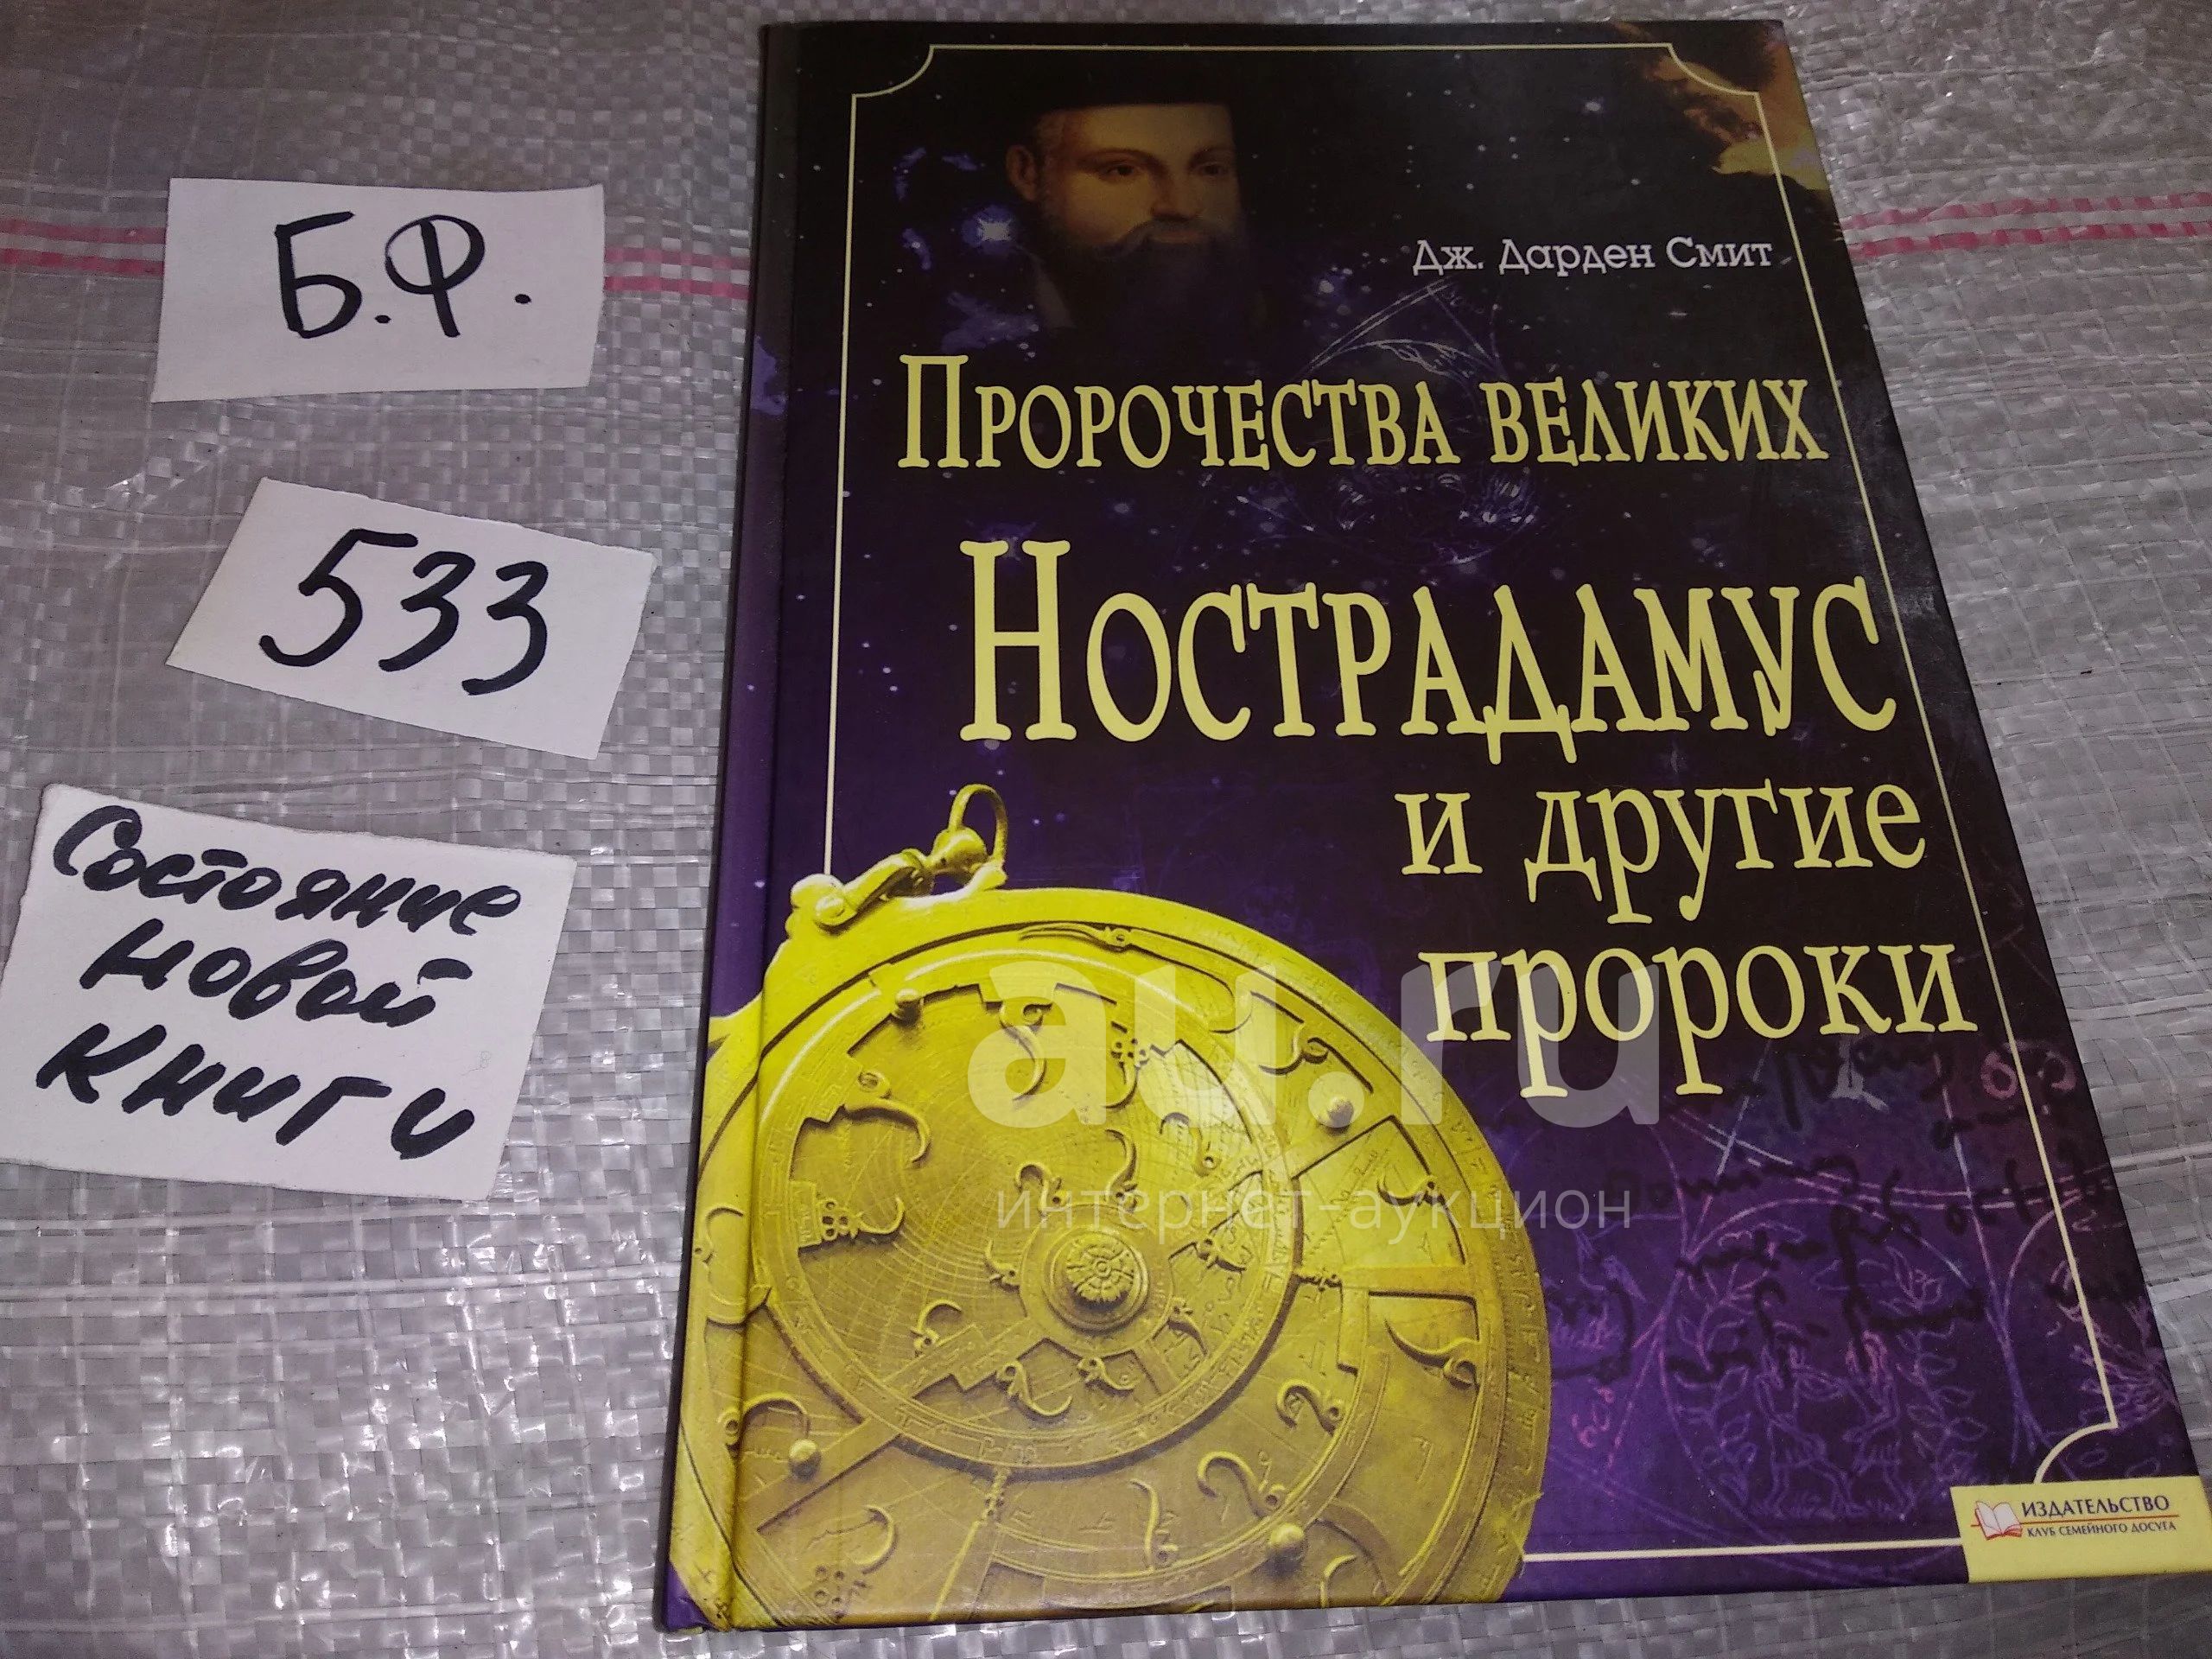 Б.Ф.
533
Состояние
новой
книги
Дж. Дарден Смит
Пророчества великих
Нострадамус
и другие
пророки
au.ru
интернет-аукцион
ИЗДАТЕЛЬСТВО
КЛУБ СЕМЕЙНОГО ДОСУГА